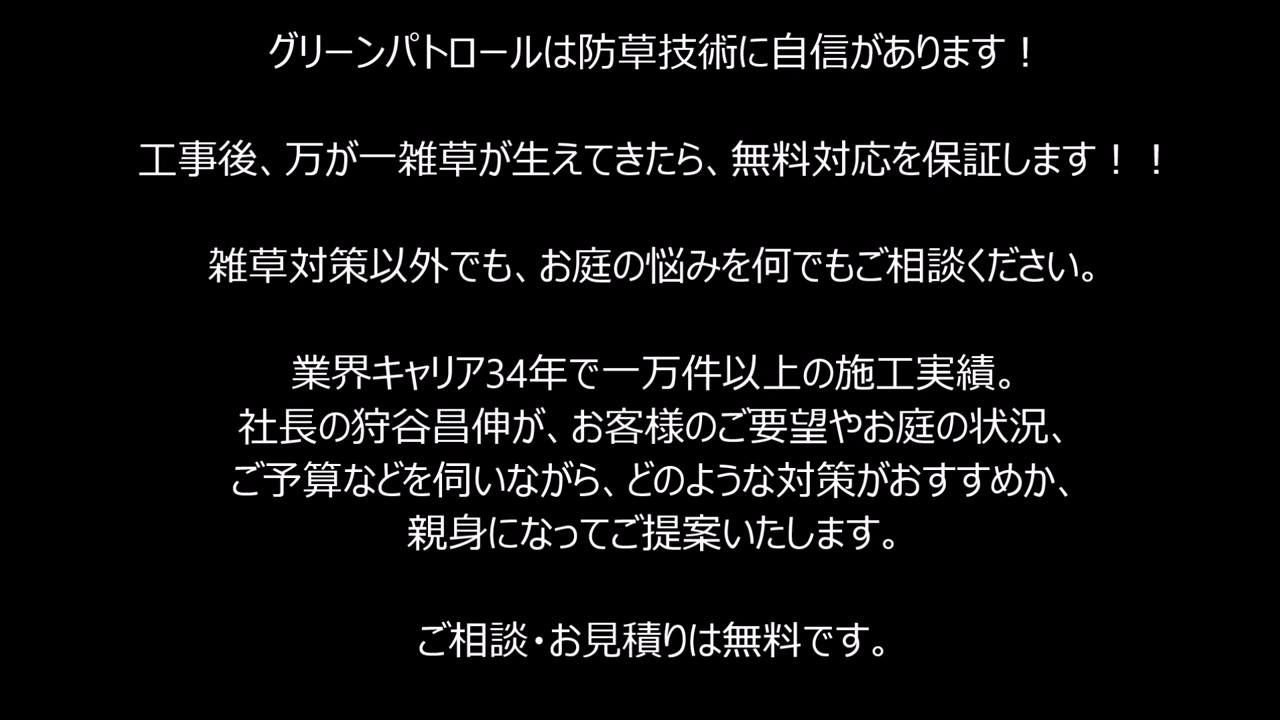 グリーンパトロールは防草技術に自信があります！
工事後、万が一雑草が生えてきたら、無料対応を保証します！！
雑草対策以外でも、お庭の悩みを何でもご相談ください。
業界キャリア34年で一万件以上の施工実績。
社長の狩谷昌伸が、お客様のご要望やお庭の状況、
ご予算などを伺いながら、どのような対策がおすすめか、
親身になってご提案いたします。
ご相談・お見積りは無料です。